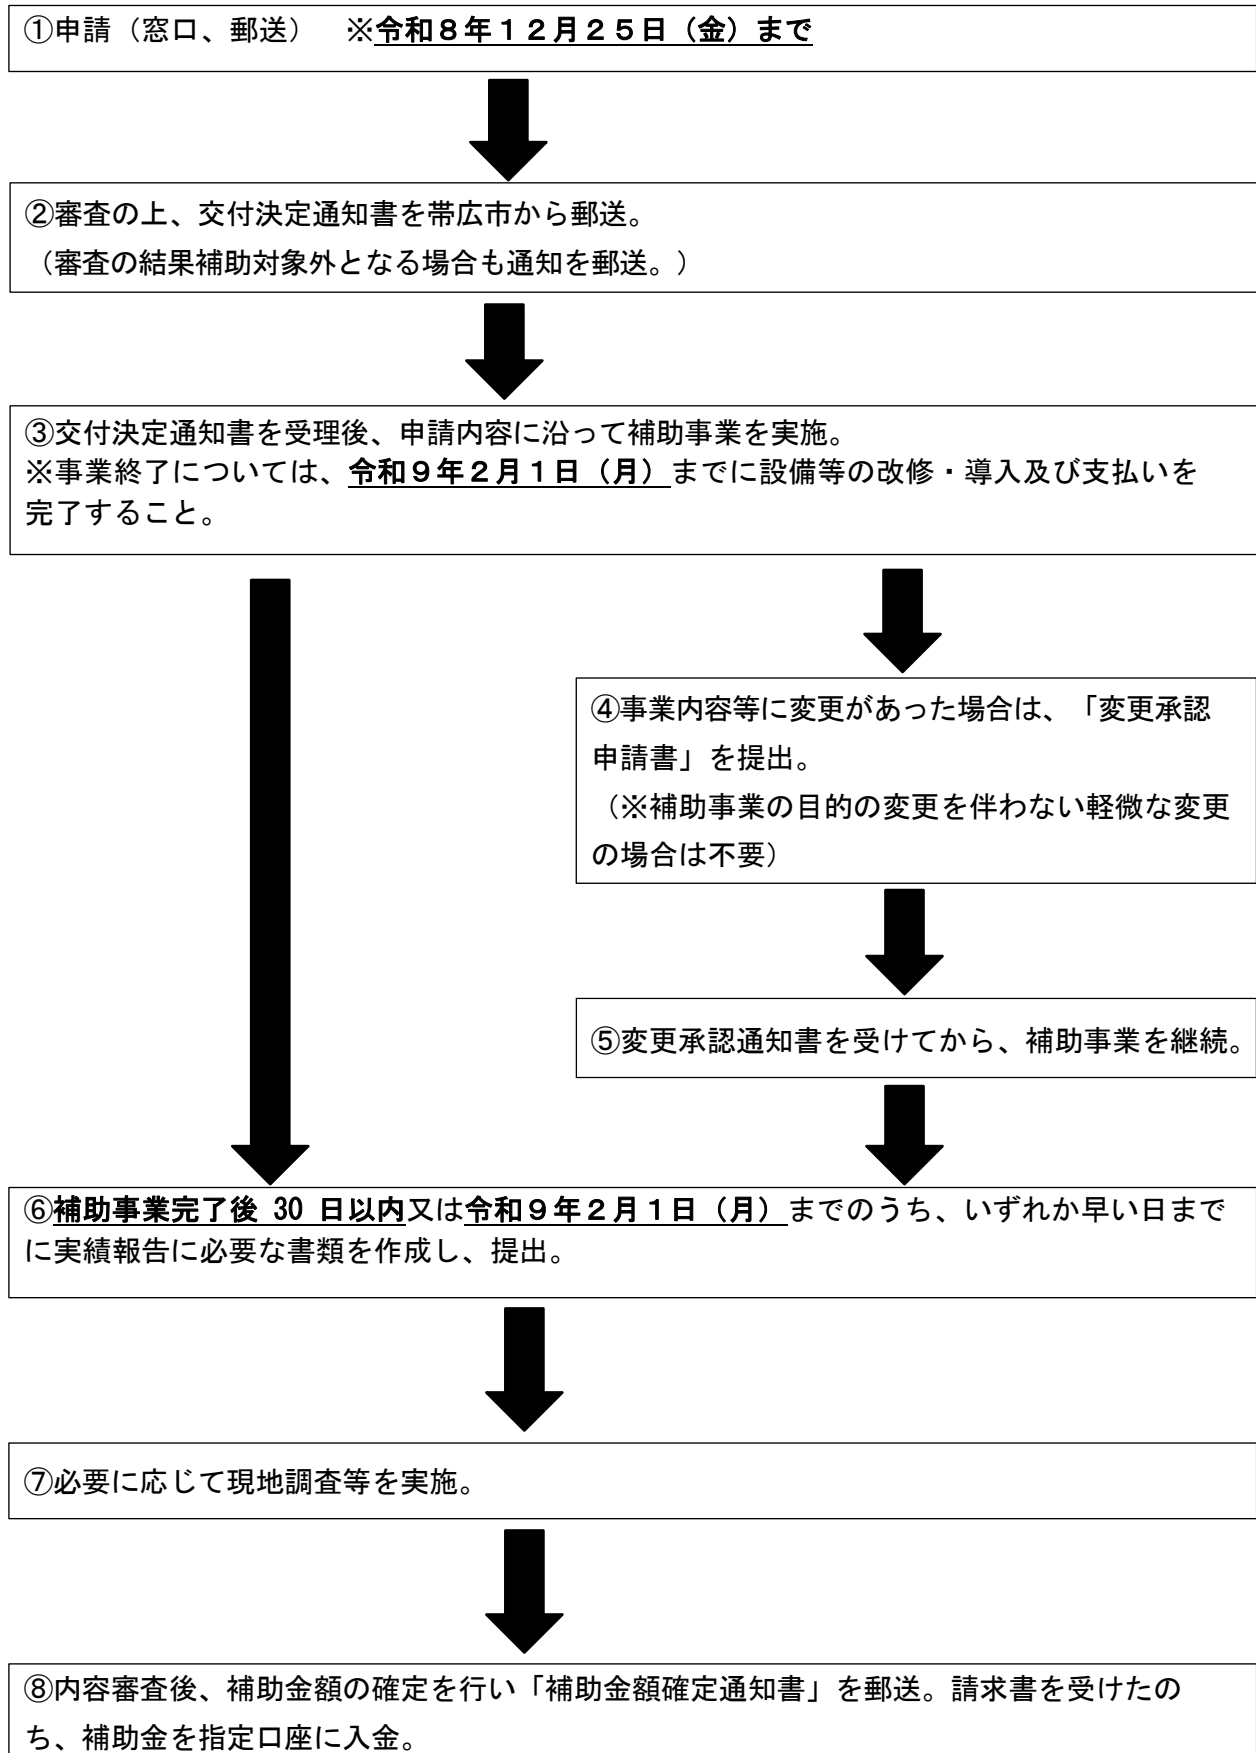 ①申請（窓口、郵送）　※令和８年１２月２５日（金）まで
②審査の上、交付決定通知書を帯広市から郵送。
（審査の結果補助対象外となる場合も通知を郵送。）
③交付決定通知書を受理後、申請内容に沿って補助事業を実施。
※事業終了については、令和９年２月１日（月）までに設備等の改修・導入及び支払いを
完了すること。
④事業内容等に変更があった場合は、「変更承認
申請書」を提出。
（※補助事業の目的の変更を伴わない軽微な変更
の場合は不要）
⑤変更承認通知書を受けてから、補助事業を継続。
⑥補助事業完了後 30 日以内又は令和９年２月１日（月）までのうち、いずれか早い日まで
に実績報告に必要な書類を作成し、提出。
⑦必要に応じて現地調査等を実施。
⑧内容審査後、補助金額の確定を行い「補助金額確定通知書」を郵送。請求書を受けたの
ち、補助金を指定口座に入金。